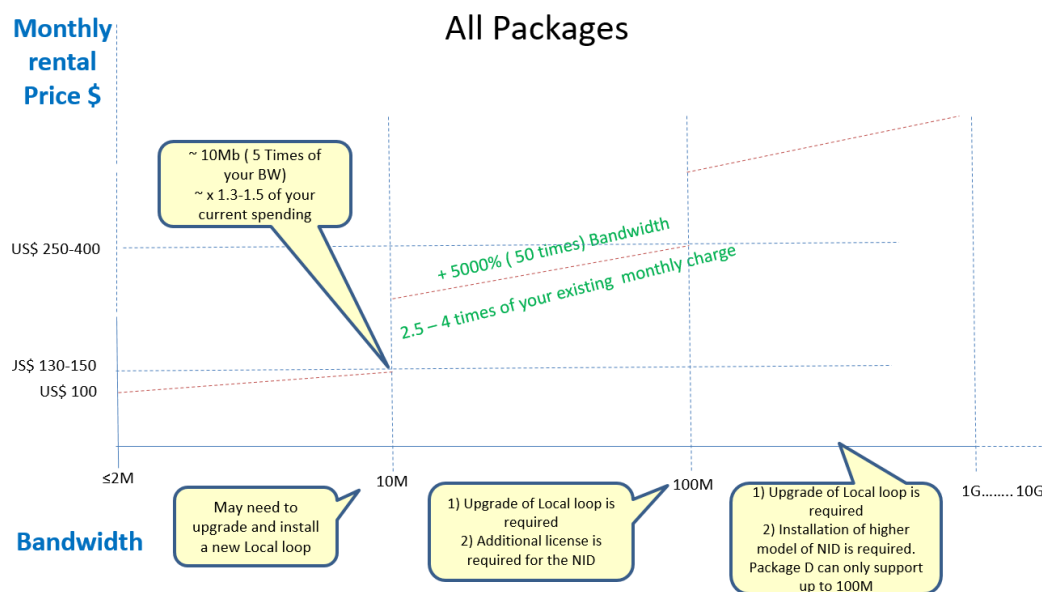 All Packages
Monthly
rental
Price $
~ 10Mb ( 5 Times of
your BW)
~ x 1.3-1.5 of your
current spending
US$ 250-400
+ 5000% ( 50 times) Bandwidth
2.5 – 4 times of your existing  monthly charge
JS$ 130-150
US$ 100
≤2M
10M
100M
1G........ 10G
May need to
upgrade and install
a new Local loop
1) Upgrade of Local loop is
required
2) Additional license is
required for the NID
1) Upgrade of Local loop is
required
2) Installation of higher
model of NID is required.
Package D can only support
up to 100M
Bandwidth